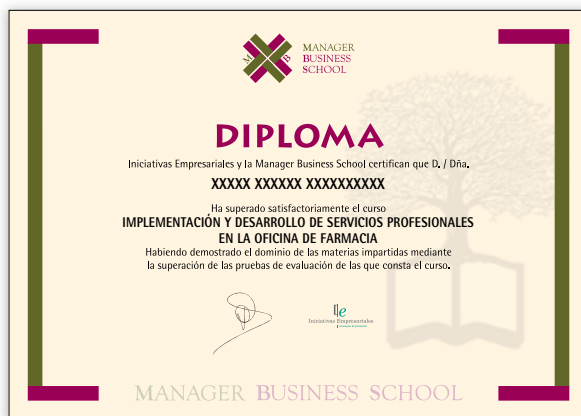 M B
MANAGER
BUSINESS
SCHOOL
DIPLOMA
Iniciativas Empresariales y la Manager Business School certifican que D. / Dña.
XXXXX XXXXXX XXXXXXXXXX
Ha superado satisfactoriamente el curso
IMPLEMENTACIÓN Y DESARROLLO DE SERVICIOS PROFESIONALES
EN LA OFICINA DE FARMACIA
Habiendo demostrado el dominio de las materias impartidas mediante
la superación de las pruebas de evaluación de las que consta el curso.
Iniciativas Empresariales
MANAGER BUSINESS SCHOOL